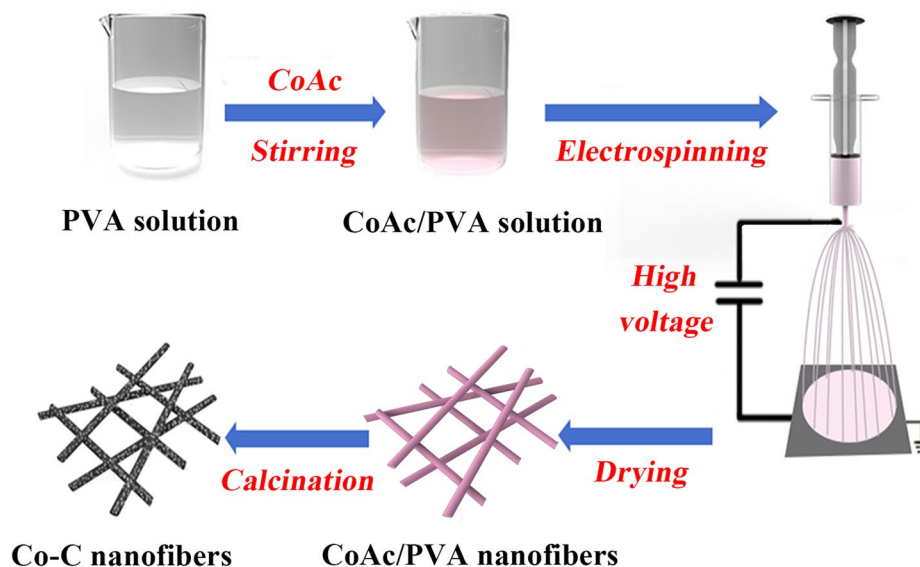 CoAc
Stirring
Electrospinning
PVA solution
CoAc/PVA solution
High
voltage
Drying
Calcination
CoAc/PVA nanofibers
Co-C nanofibers